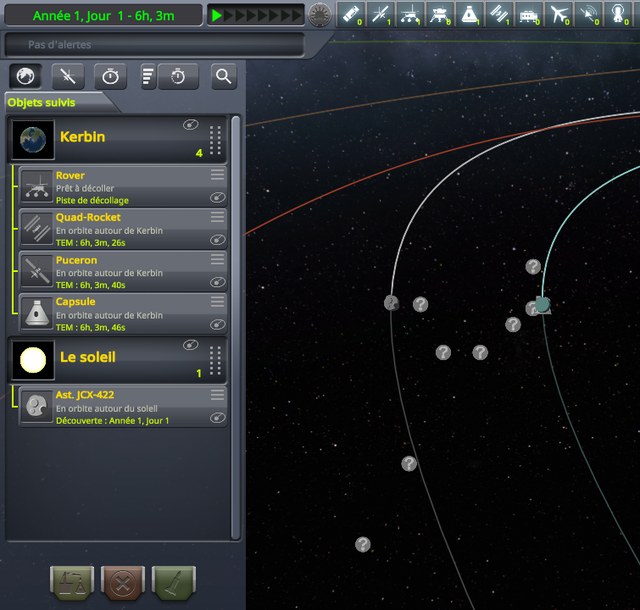 Année 1, Jour 1 - 6h, 3m
Pas d'alertes
Objets suivis
Kerbin
4
Rover
Prêt à décoller
Piste de décollage
Quad-Rocket
En orbite autour de Kerbin
TEM : 6h, 3m, 26s
Puceron
En orbite autour de Kerbin
TEM : 6h, 3m, 40s
Capsule
En orbite autour de Kerbin
TEM : 6h, 3m, 46s
Le soleil
1
Ast. JCX-422
En orbite autour du soleil
Découverte : Année 1, Jour 1